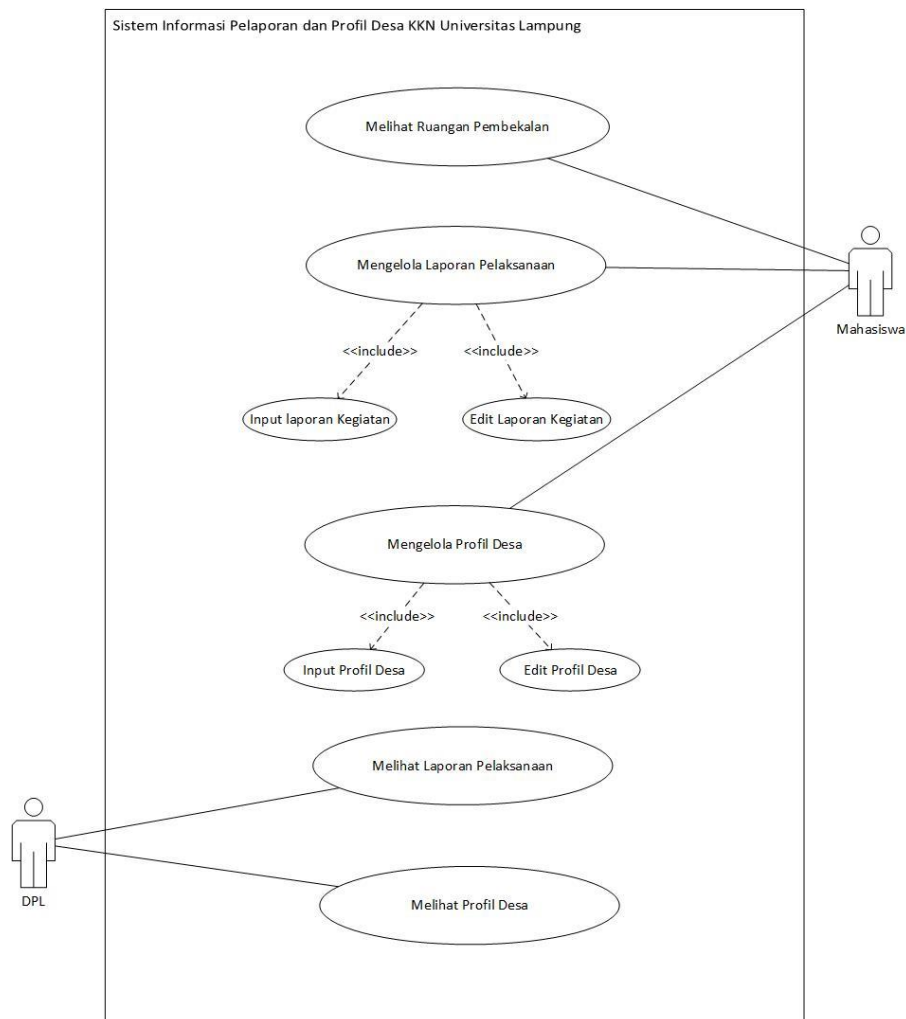 Sistem Informasi Pelaporan dan Profil Desa KKN Universitas Lampung
Melihat Ruangan Pembekalan
Mengelola Laporan Pelaksanaan
Mahasiswa
<<include>>
<<include>>
Input laporan Kegiatan
Edit Laporan Kegiatan
Mengelola Profil Desa
<<include>>
<<include>>
Input Profil Desa
Edit Profil Desa
Melihat Laporan Pelaksanaan
DPL
Melihat Profil Desa